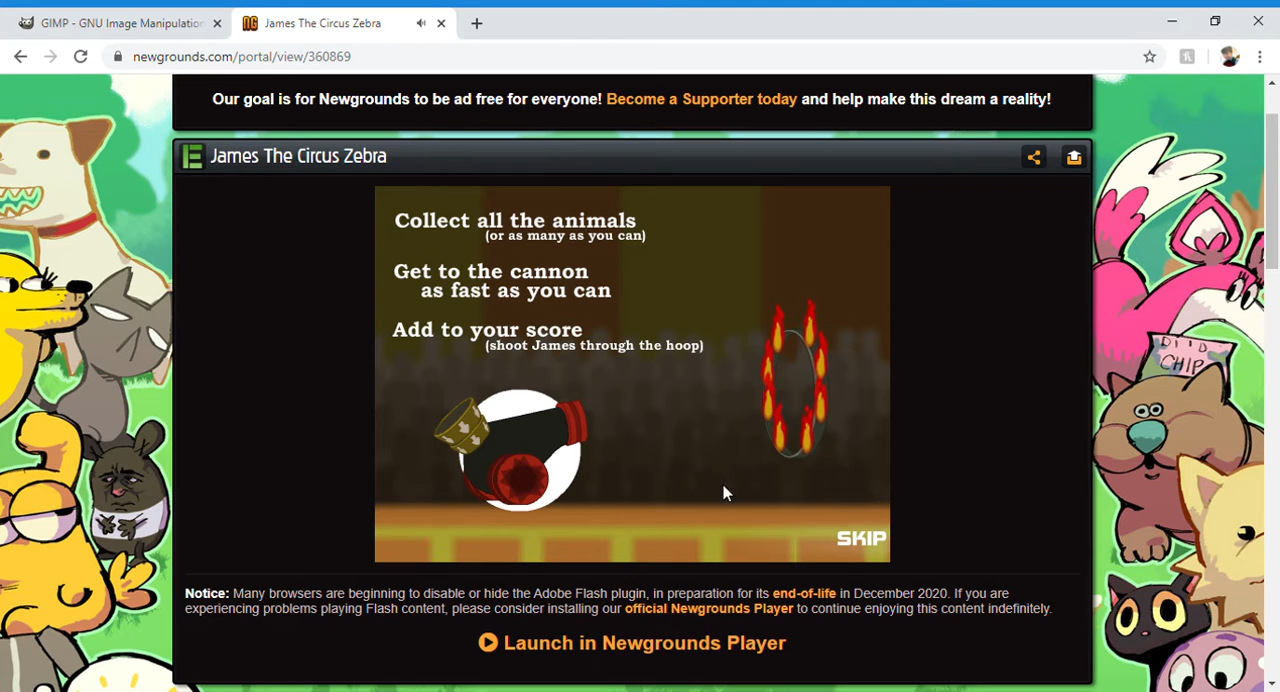 GIMP - GNU Image Manipulation
NG James The Circus Zebra
newgrounds.com/portal/view/360869
Our goal is for Newgrounds to be ad free for everyone! Become a Supporter today and help make this dream a reality!
E James The Circus Zebra
Collect all the animals
(or as many as you can)
Get to the cannon
as fast as you can
Add to your score
(shoot James through the hoop)
CHIP
SKIP
Notice: Many browsers are beginning to disable or hide the Adobe Flash plugin, in preparation for its end-of-life in December 2020. If you are
experiencing problems playing Flash content, please consider installing our official Newgrounds Player to continue enjoying this content indefinitely.
Launch in Newgrounds Player